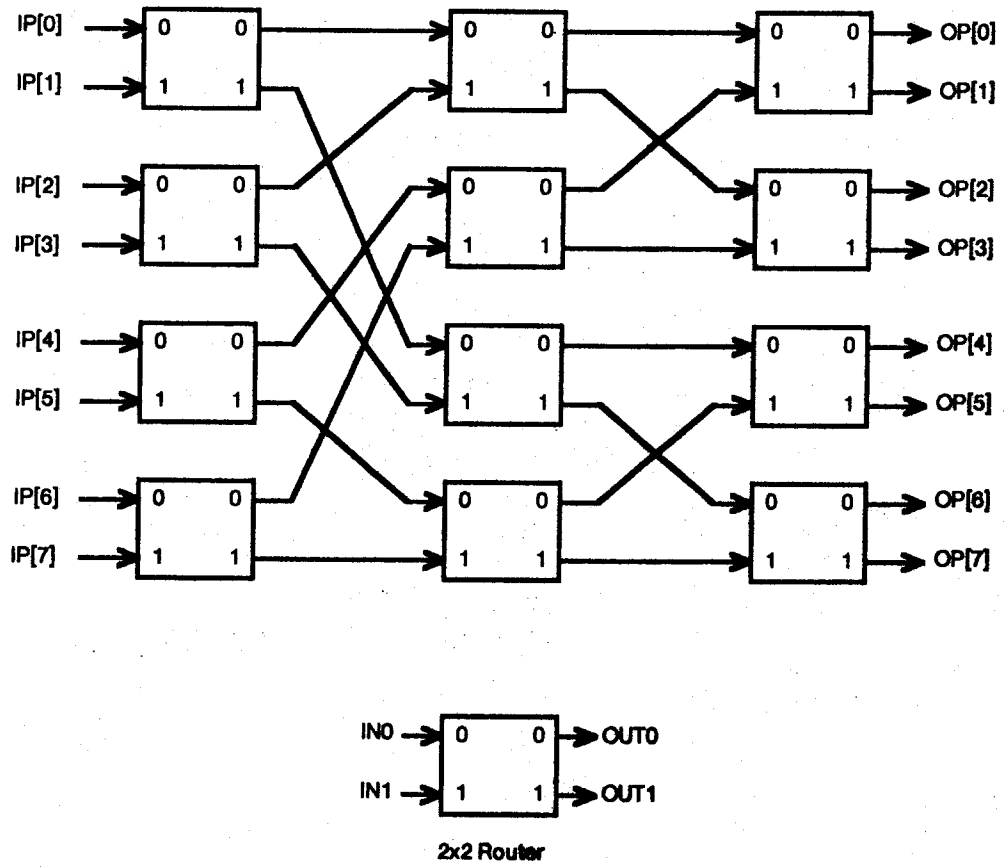 IP[0] 0 0 0 0 0 0 OP[0]
IP[1] 1 1 1 1 1 1 OP[1]
IP[2] 0 0 0 0 0 0 OP[2]
IP[3] 1 1 1 1 1 1 OP[3]
IP[4] 0 0 0 0 0 0 OP[4]
IP[5] 1 1 1 1 1 1 OP[5]
IP[6] 0 0 0 0 0 0 OP[6]
IP[7] 1 1 1 1 1 1 OP[7]
IN0 0 0 OUT0
IN1 1 1 OUT1
2x2 Router